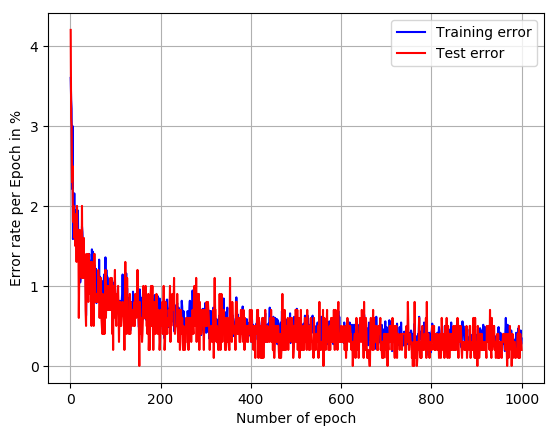 Training error
Test error
4
3
2
1
0
Error rate per Epoch in %
0 200 400 600 800 1000
Number of epoch